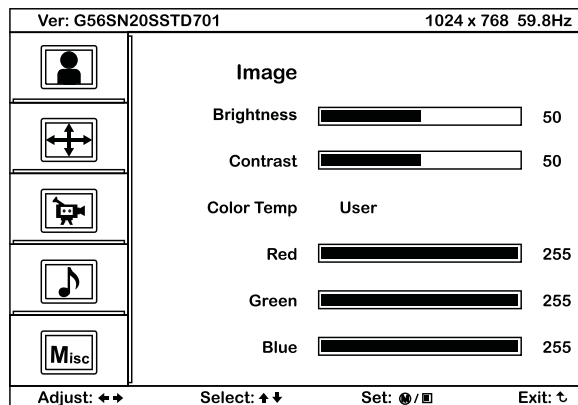 Ver: G56SN20SSTD701 1024 x 768 59.8Hz
Image
Brightness 50
Contrast 50
Color Temp User
Red 255
Green 255
Blue 255
Misc
Adjust: Select: Set: M / Exit: